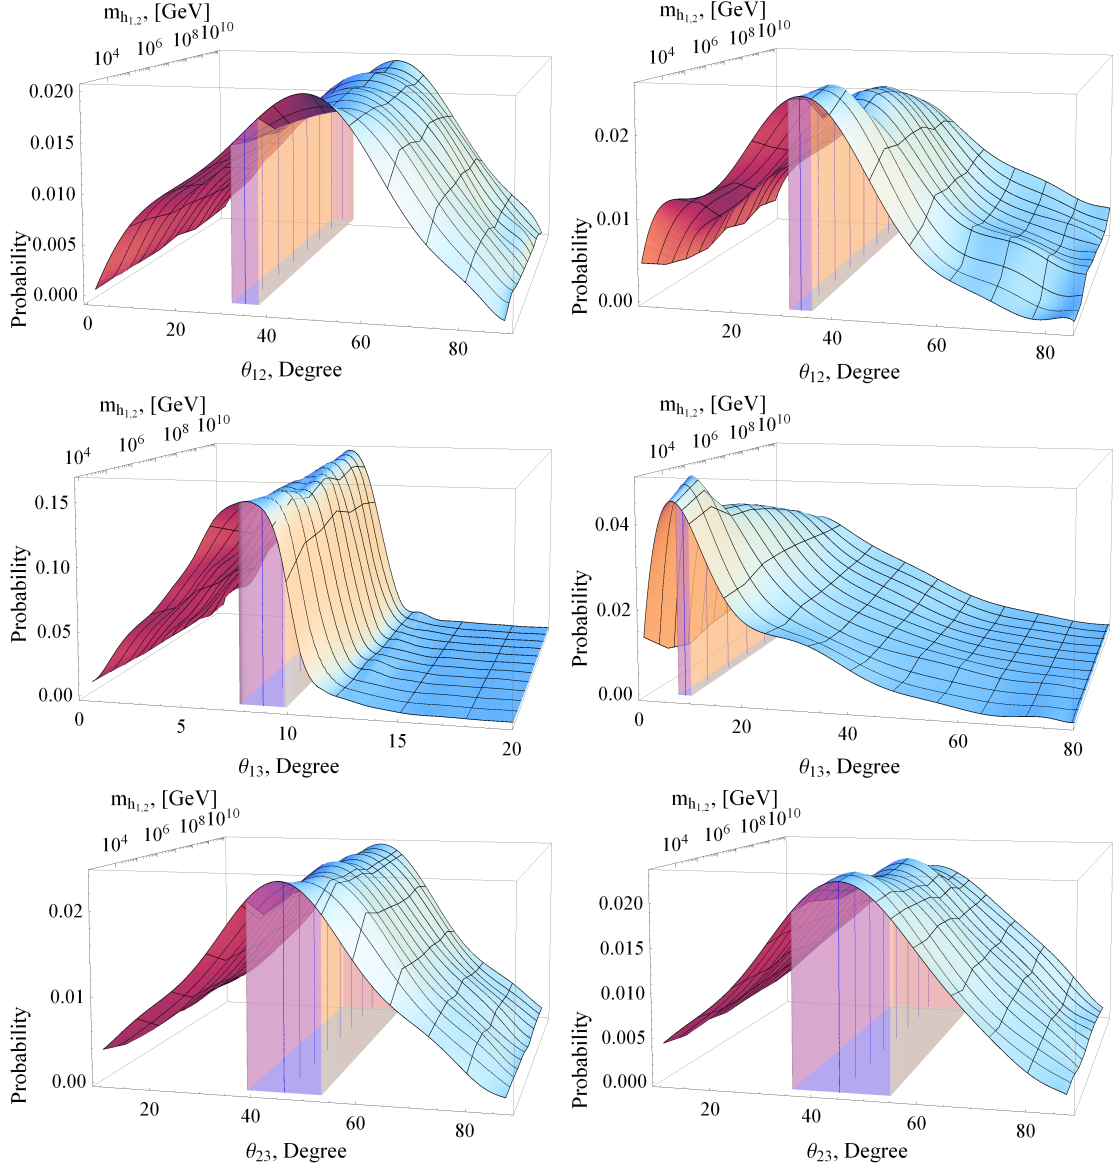 m_{h_{1,2}}, [GeV]
10^4 10^6 10^8 10^10
0.020
0.015
0.010
0.005
0.000
Probability
0 20 40 60 80
θ_{12}, Degree
m_{h_{1,2}}, [GeV]
10^4 10^6 10^8 10^10
0.02
0.01
0.00
Probability
20 40 60 80
θ_{12}, Degree
m_{h_{1,2}}, [GeV]
10^4 10^6 10^8 10^10
0.15
0.10
0.05
0.00
Probability
0 5 10 15 20
θ_{13}, Degree
m_{h_{1,2}}, [GeV]
10^4 10^6 10^8 10^10
0.04
0.02
0.00
Probability
0 20 40 60 80
θ_{13}, Degree
m_{h_{1,2}}, [GeV]
10^4 10^6 10^8 10^10
0.02
0.01
0.00
Probability
20 40 60 80
θ_{23}, Degree
m_{h_{1,2}}, [GeV]
10^4 10^6 10^8 10^10
0.020
0.015
0.010
0.005
0.000
Probability
20 40 60 80
θ_{23}, Degree